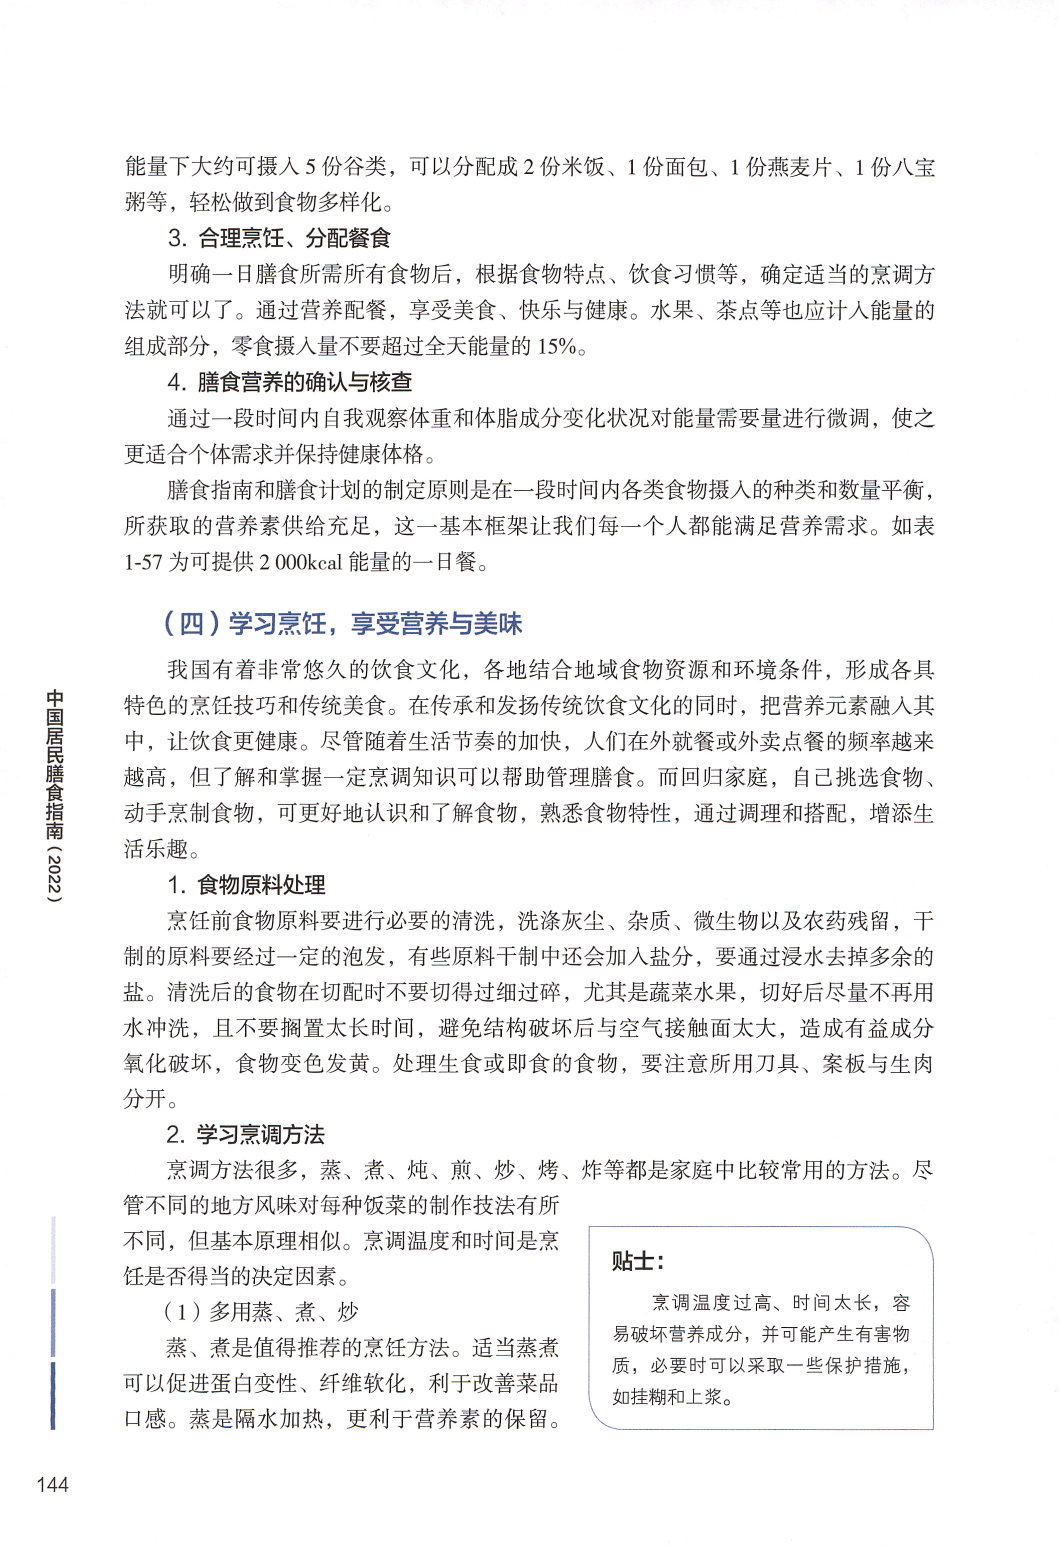 能量下大约可摄入 5 份谷类，可以分配成 2 份米饭、1 份面包、1 份燕麦片、1 份八宝
粥等，轻松做到食物多样化。
3. 合理烹饪、分配餐食
明确一日膳食所需所有食物后，根据食物特点、饮食习惯等，确定适当的烹调方
法就可以了。通过营养配餐，享受美食、快乐与健康。水果、茶点等也应计入能量的
组成部分，零食摄入量不要超过全天能量的 15%。
4. 膳食营养的确认与核查
通过一段时间内自我观察体重和体脂成分变化状况对能量需要量进行微调，使之
更适合个体需求并保持健康体格。
膳食指南和膳食计划的制定原则是在一段时间内各类食物摄入的种类和数量平衡，
所获取的营养素供给充足，这一基本框架让我们每一个人都能满足营养需求。如表
1-57 为可提供 2 000kcal 能量的一日餐。
（四）学习烹饪，享受营养与美味
我国有着非常悠久的饮食文化，各地结合地域食物资源和环境条件，形成各具
特色的烹饪技巧和传统美食。在传承和发扬传统饮食文化的同时，把营养元素融入其
中，让饮食更健康。尽管随着生活节奏的加快，人们在外就餐或外卖点餐的频率越来
越高，但了解和掌握一定烹调知识可以帮助管理膳食。而回归家庭，自己挑选食物、
动手烹制食物，可更好地认识和了解食物，熟悉食物特性，通过调理和搭配，增添生
活乐趣。
1. 食物原料处理
烹饪前食物原料要进行必要的清洗，洗涤灰尘、杂质、微生物以及农药残留，干
制的原料要经过一定的泡发，有些原料干制中还会加入盐分，要通过浸水去掉多余的
盐。清洗后的食物在切配时不要切得过细过碎，尤其是蔬菜水果，切好后尽量不再用
水冲洗，且不要搁置太长时间，避免结构破坏后与空气接触面太大，造成有益成分
氧化破坏，食物变色发黄。处理生食或即食的食物，要注意所用刀具、案板与生肉
分开。
2. 学习烹调方法
烹调方法很多，蒸、煮、炖、煎、炒、烤、炸等都是家庭中比较常用的方法。尽
管不同的地方风味对每种饭菜的制作技法有所
不同，但基本原理相似。烹调温度和时间是烹
饪是否得当的决定因素。
（1）多用蒸、煮、炒
蒸、煮是值得推荐的烹饪方法。适当蒸煮
可以促进蛋白变性、纤维软化，利于改善菜品
口感。蒸是隔水加热，更利于营养素的保留。
贴士：
烹调温度过高、时间太长，容
易破坏营养成分，并可能产生有害物
质，必要时可以采取一些保护措施，
如挂糊和上浆。
中国居民膳食指南（2022）
144